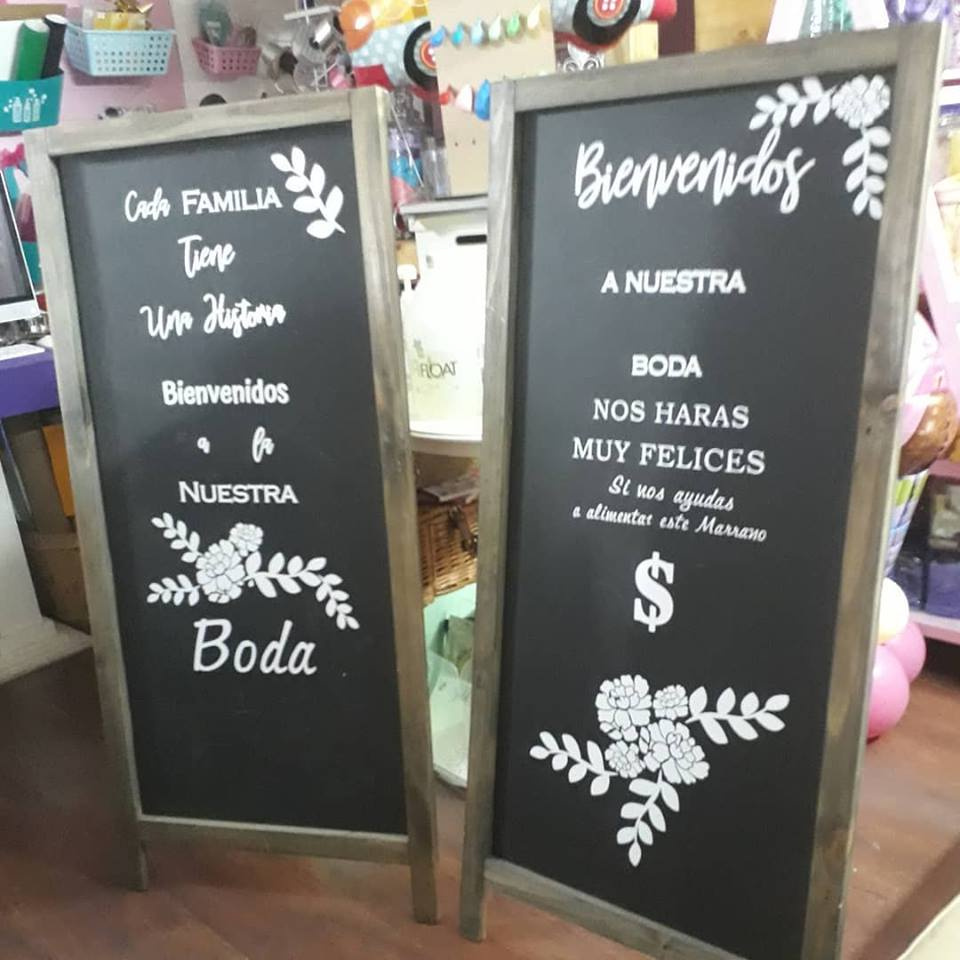 Cada FAMILIA
Tiene
Una Historia
Bienvenidos
a la
NUESTRA
Boda
Bienvenidos
A NUESTRA
BODA
NOS HARAS
MUY FELICES
Si nos ayudas
a alimentar este Marrano
$
FLOAT